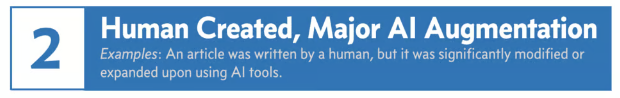 2
Human Created, Major AI Augmentation
Examples: An article was written by a human, but it was significantly modified or
expanded upon using AI tools.